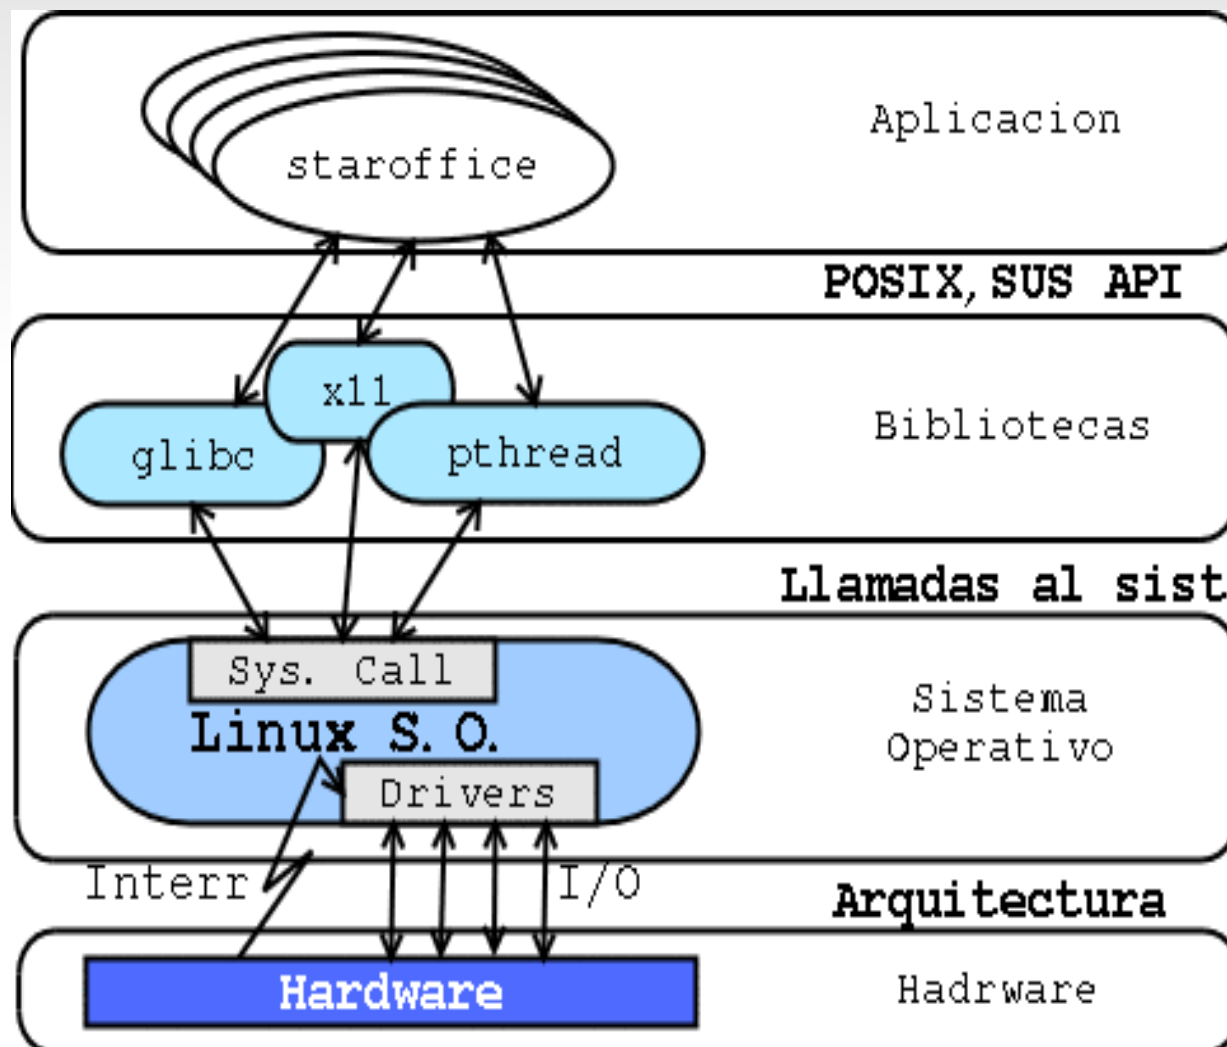 Aplicacion
staroffice
POSIX, SUS API
x11
glibc
pthread
Bibliotecas
Llamadas al sist
Sys. Call
Linux S.O.
Sistema
Operativo
Drivers
Interr
I/O
Arquitectura
Hardware
Hadrware